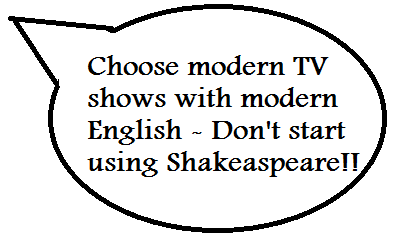 Choose modern TV
shows with modern
English ~ Don't start
using Shakeaspeare!!